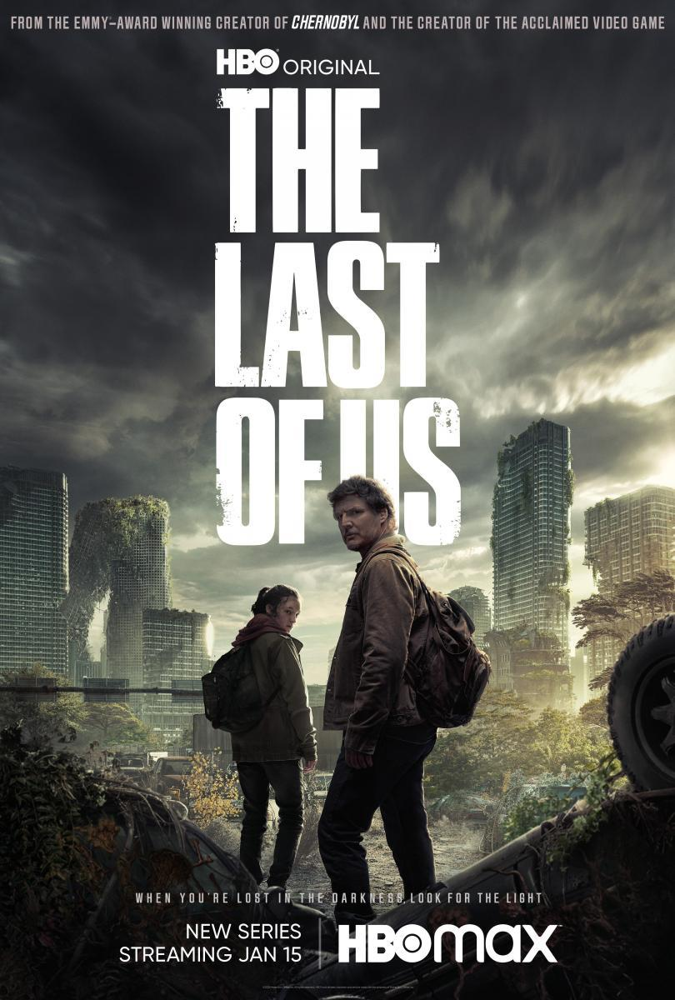 FROM THE EMMY®-AWARD WINNING CREATOR OF CHERNOBYL AND THE CREATOR OF THE ACCLAIMED VIDEO GAME
HBO® ORIGINAL
THE
LAST
OF US
WHEN YOU'RE LOST IN THE DARKNESS, LOOK FOR THE LIGHT
NEW SERIES
STREAMING JAN 15
HBOmax™